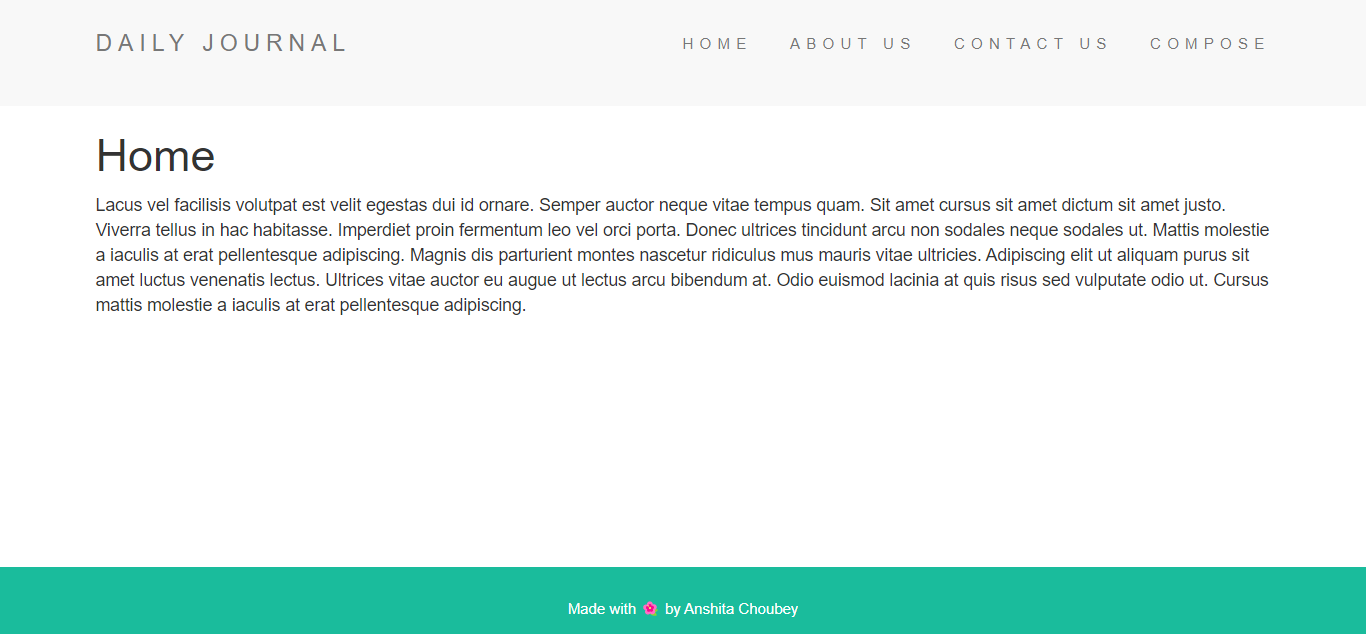 DAILY JOURNAL
HOME ABOUT US CONTACT US COMPOSE
Home
Lacus vel facilisis volutpat est velit egestas dui id ornare. Semper auctor neque vitae tempus quam. Sit amet cursus sit amet dictum sit amet justo.
Viverra tellus in hac habitasse. Imperdiet proin fermentum leo vel orci porta. Donec ultrices tincidunt arcu non sodales neque sodales ut. Mattis molestie
a iaculis at erat pellentesque adipiscing. Magnis dis parturient montes nascetur ridiculus mus mauris vitae ultricies. Adipiscing elit ut aliquam purus sit
amet luctus venenatis lectus. Ultrices vitae auctor eu augue ut lectus arcu bibendum at. Odio euismod lacinia at quis risus sed vulputate odio ut. Cursus
mattis molestie a iaculis at erat pellentesque adipiscing.
Made with 🌺 by Anshita Choubey